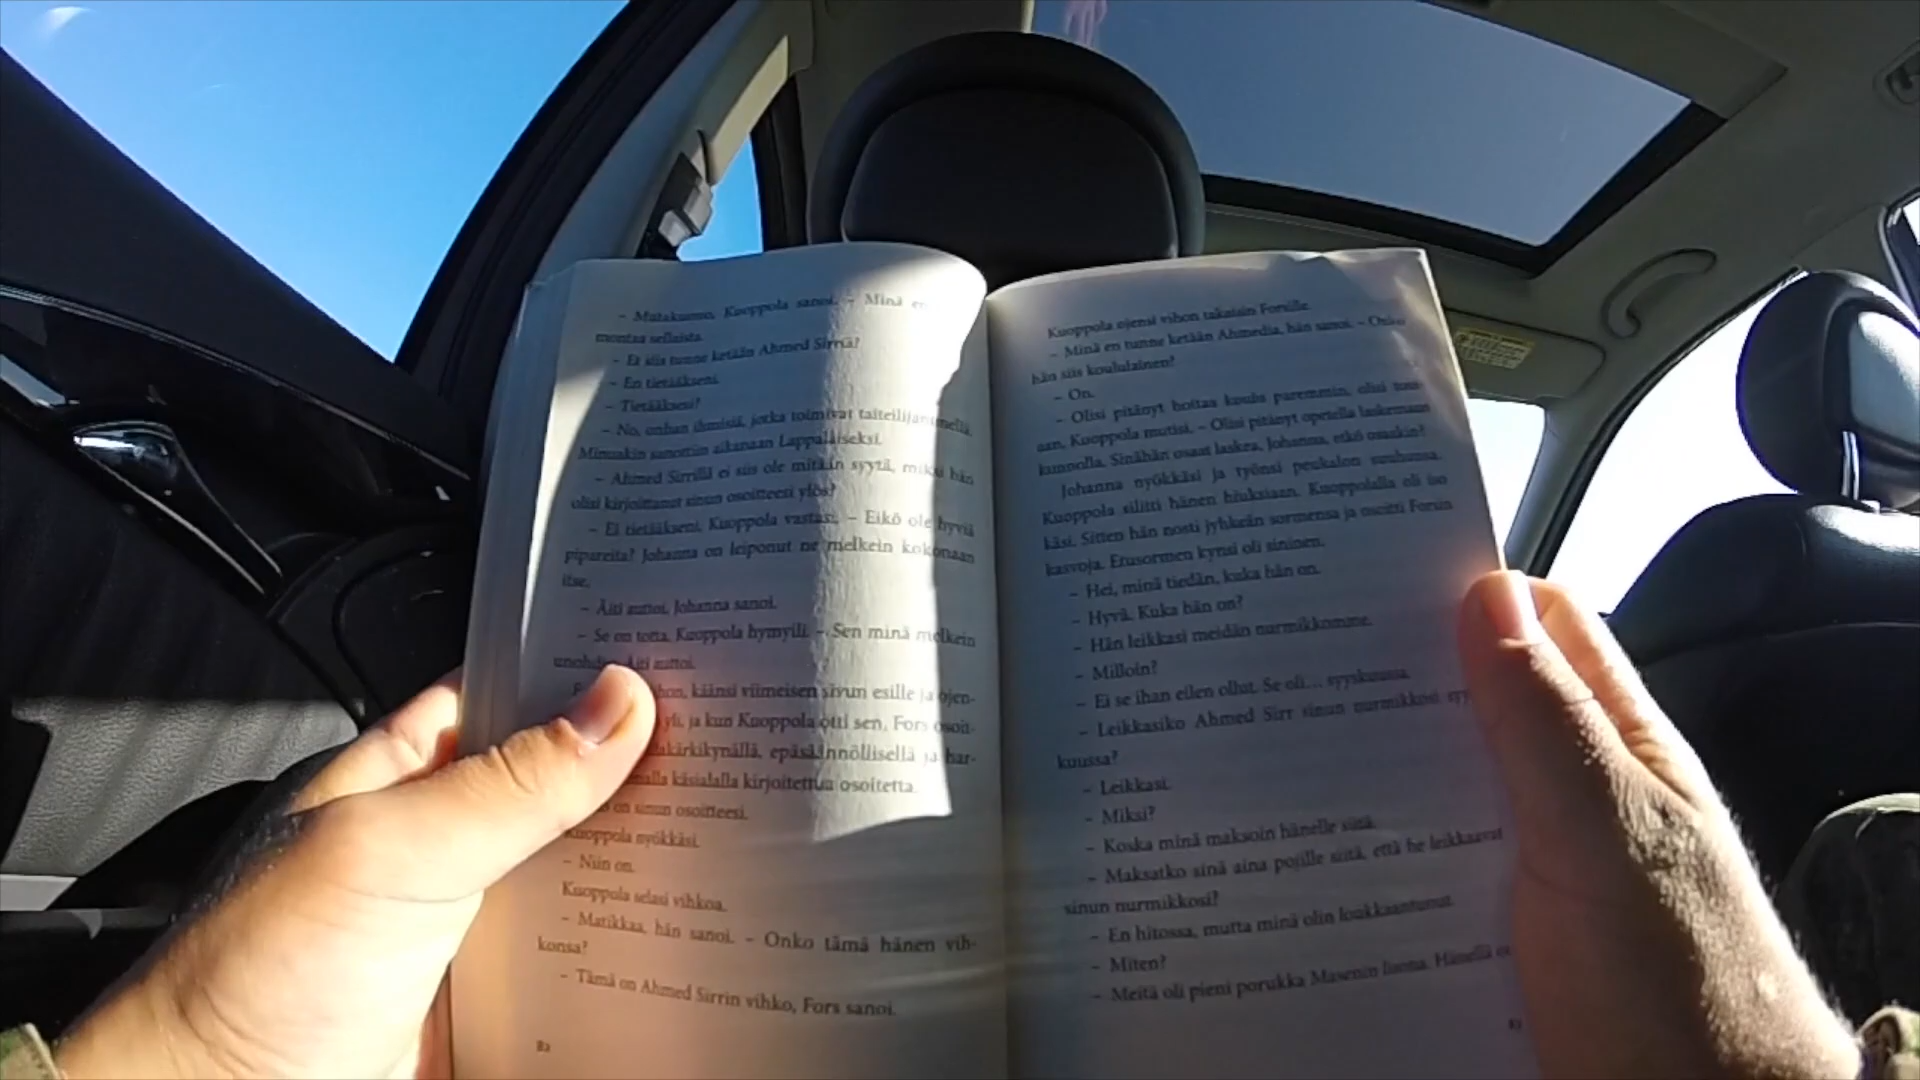 – Matakuomo, Kuoppola sanoi. – Minä en
montaa sellaista.
– Et siis tunne ketään Ahmed Sirriä?
– En tietääkseni.
– Tietääksesi?
– No, onhan ihmisiä, jotka toimivat taiteilijanimellä.
Minuakin sanottiin aikanaan Lappalaiseksi.
– Ahmed Sirrillä ei siis ole mitään syytä, miksi hän
olisi kirjoittanut sinun osoitteesi ylös?
– Ei tietääkseni, Kuoppola vastasi. – Eikö ole hyviä
pipareita? Johanna on leiponut ne melkein kokonaan
itse.
– Äiti auttoi, Johanna sanoi.
– Se on totta, Kuoppola hymyili. – Sen minä melkein
unohdin. Äiti auttoi.
käänsi viimeisen sivun esille ja ojen-
ja kun Kuoppola otti sen, Fors osoit-
epäsäännöllisellä ja har-
käsialalla kirjoitettua osoitetta.
on sinun osoitteesi.
Kuoppola nyökkäsi.
– Niin on.
Kuoppola selasi vihkoa.
– Matikkaa, hän sanoi. – Onko tämä hänen vih-
konsa?
– Tämä on Ahmed Sirrin vihko, Fors sanoi.
82
Kuoppola ojensi vihon takaisin Forsille.
– Minä en tunne ketään Ahmedia, hän sanoi. – Onko
hän siis koululainen?
– On.
– Olisi pitänyt hoitaa koulu paremmin, olisi
Kuoppola mutisi. – Olisi pitänyt opetella laskemaan
kunnolla. Sinähän osaat laskea, Johanna, etkö osaakin?
Johanna nyökkäsi ja työnsi peukalon suuhunsa.
Kuoppola silitti hänen hiuksiaan. Kuoppolalla oli iso
käsi. Sitten hän nosti jyhkeän sormensa ja osoitti Forsin
kasvoja. Etusormen kynsi oli sininen.
– Hei, minä tiedän, kuka hän on.
– Hyvä. Kuka hän on?
– Hän leikkasi meidän nurmikkomme.
– Milloin?
– Ei se ihan eilen ollut. Se oli… syyskuussa.
– Leikkasiko Ahmed Sirr sinun nurmikkosi syys-
kuussa?
– Leikkasi.
– Miksi?
– Koska minä maksoin hänelle siitä.
– Maksatko sinä aina pojille siitä, että he leikkaavat
sinun nurmikkosi?
– En hitossa, mutta minä olin loukkaantunut.
– Miten?
– Meitä oli pieni porukka luona. Hänellä
83